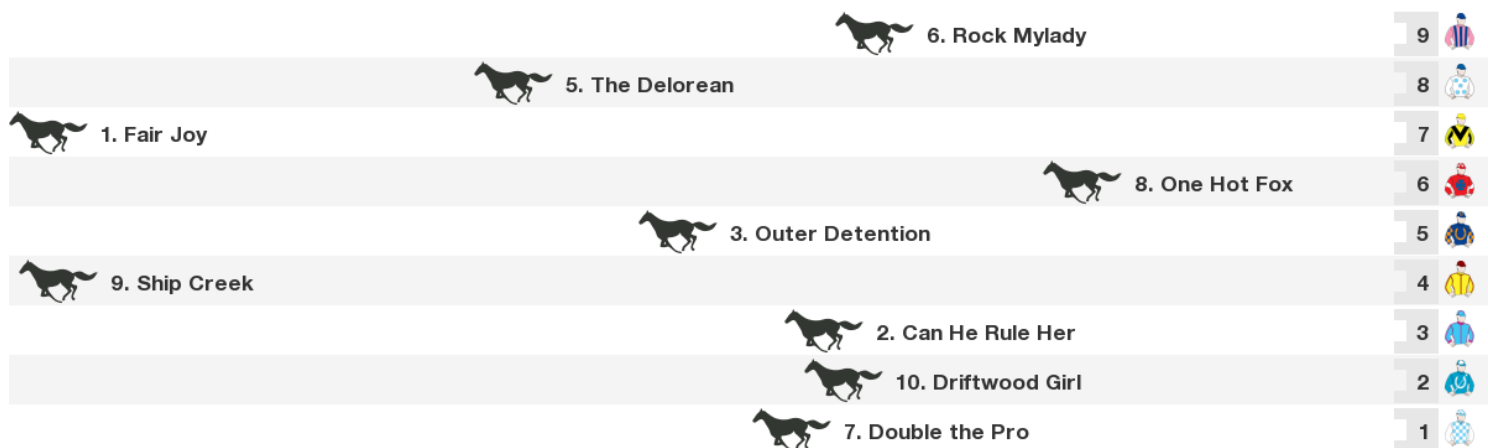 6. Rock Mylady 9
5. The Delorean 8
1. Fair Joy 7
8. One Hot Fox 6
3. Outer Detention 5
9. Ship Creek 4
2. Can He Rule Her 3
10. Driftwood Girl 2
7. Double the Pro 1